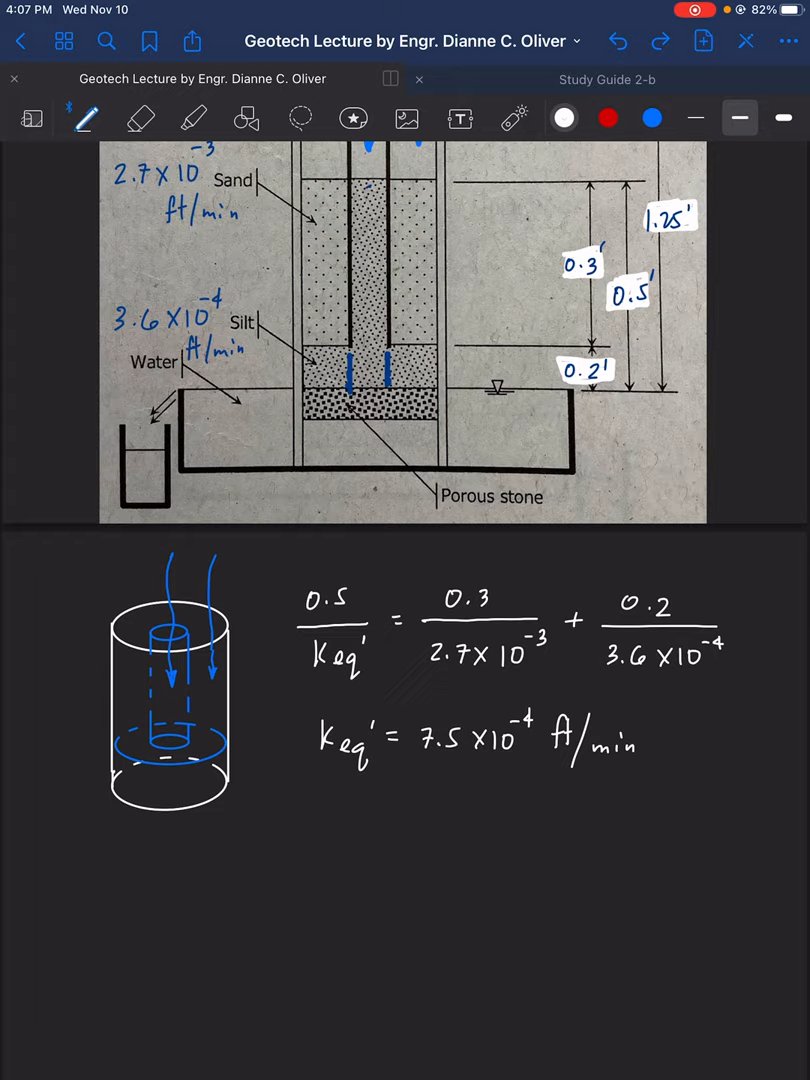 4:07 PM Wed Nov 10
82%
Geotech Lecture by Engr. Dianne C. Oliver
Geotech Lecture by Engr. Dianne C. Oliver
Study Guide 2-b
2.7 x 10⁻³
ft/min
Sand
3.6 x 10⁻⁴
ft/min
Silt
Water
1.25'
0.3'
0.5'
0.2'
Porous stone
0.5/Keq' = 0.3/2.7 x 10⁻³ + 0.2/3.6 x 10⁻⁴
Keq' = 7.5 x 10⁻⁴ ft/min